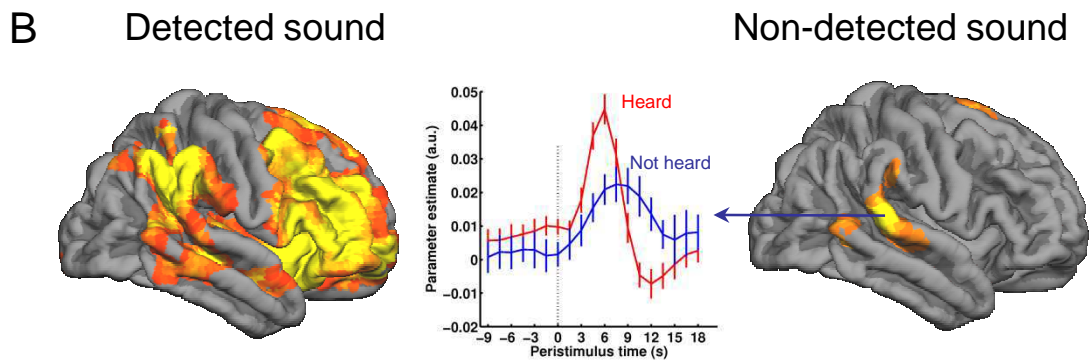 B
Detected sound
Non-detected sound
Heard
Not heard
Parameter estimate (a.u.)
0.05
0.04
0.03
0.02
0.01
0
−0.01
−0.02
−9 −6 −3 0 3 6 9 12 15 18
Peristimulus time (s)